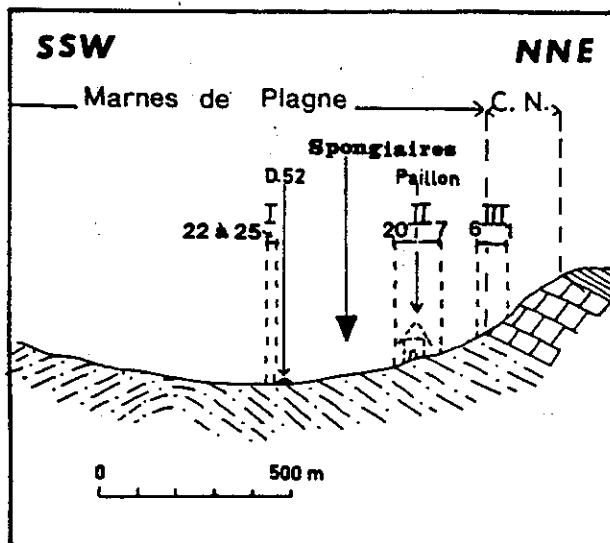 SSW NNE
Marnes de Plagne C. N.
Spongiaires
D.52 Paillon
I II III
22 à 25 20 7 6
0 500 m